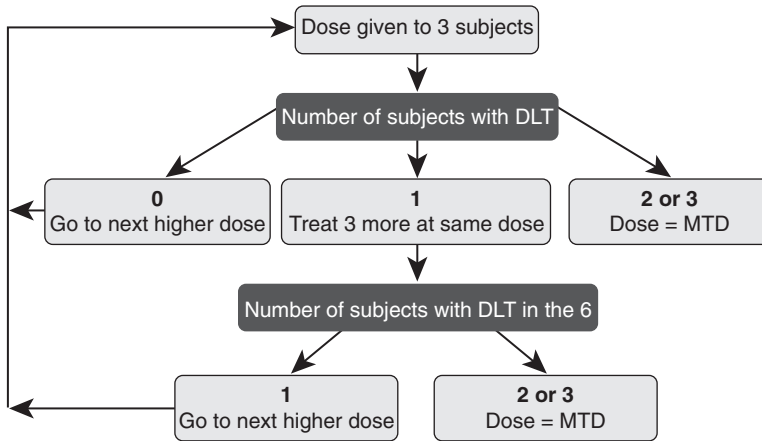 Dose given to 3 subjects
Number of subjects with DLT
0
Go to next higher dose
1
Treat 3 more at same dose
2 or 3
Dose = MTD
Number of subjects with DLT in the 6
1
Go to next higher dose
2 or 3
Dose = MTD